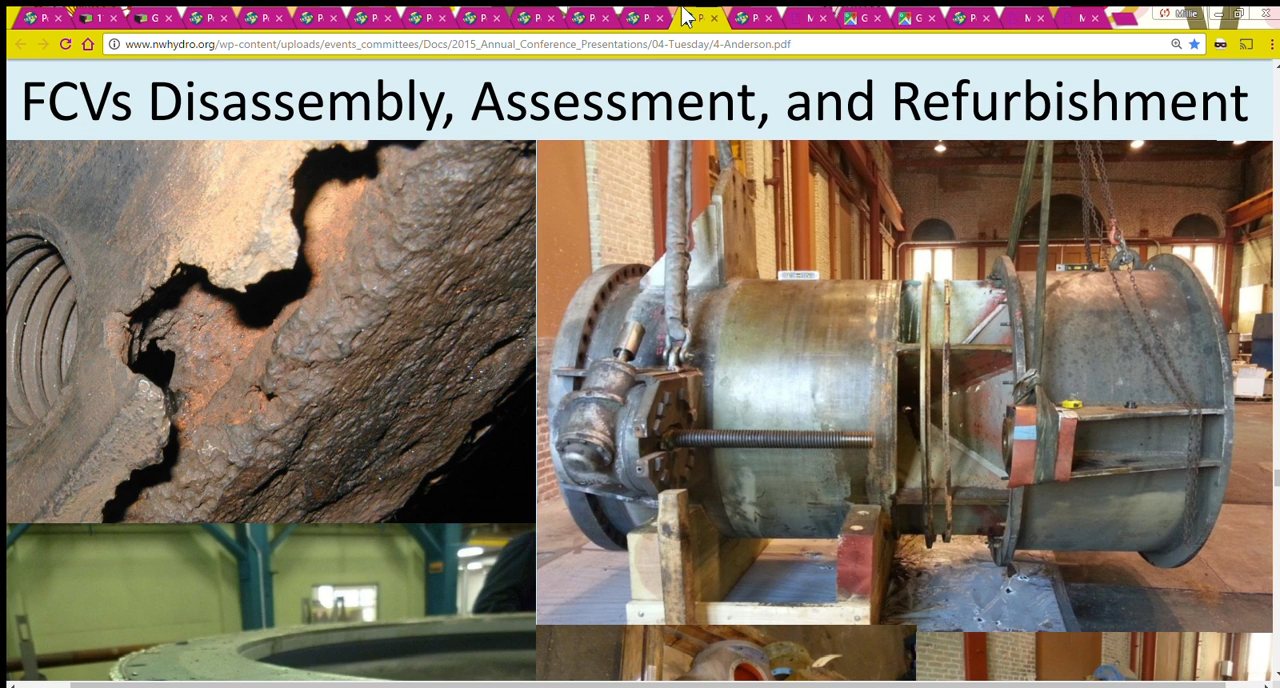 Millie
www.nwhydro.org/wp-content/uploads/events_committees/Docs/2015_Annual_Conference_Presentations/04-Tuesday/4-Anderson.pdf
FCVs Disassembly, Assessment, and Refurbishment